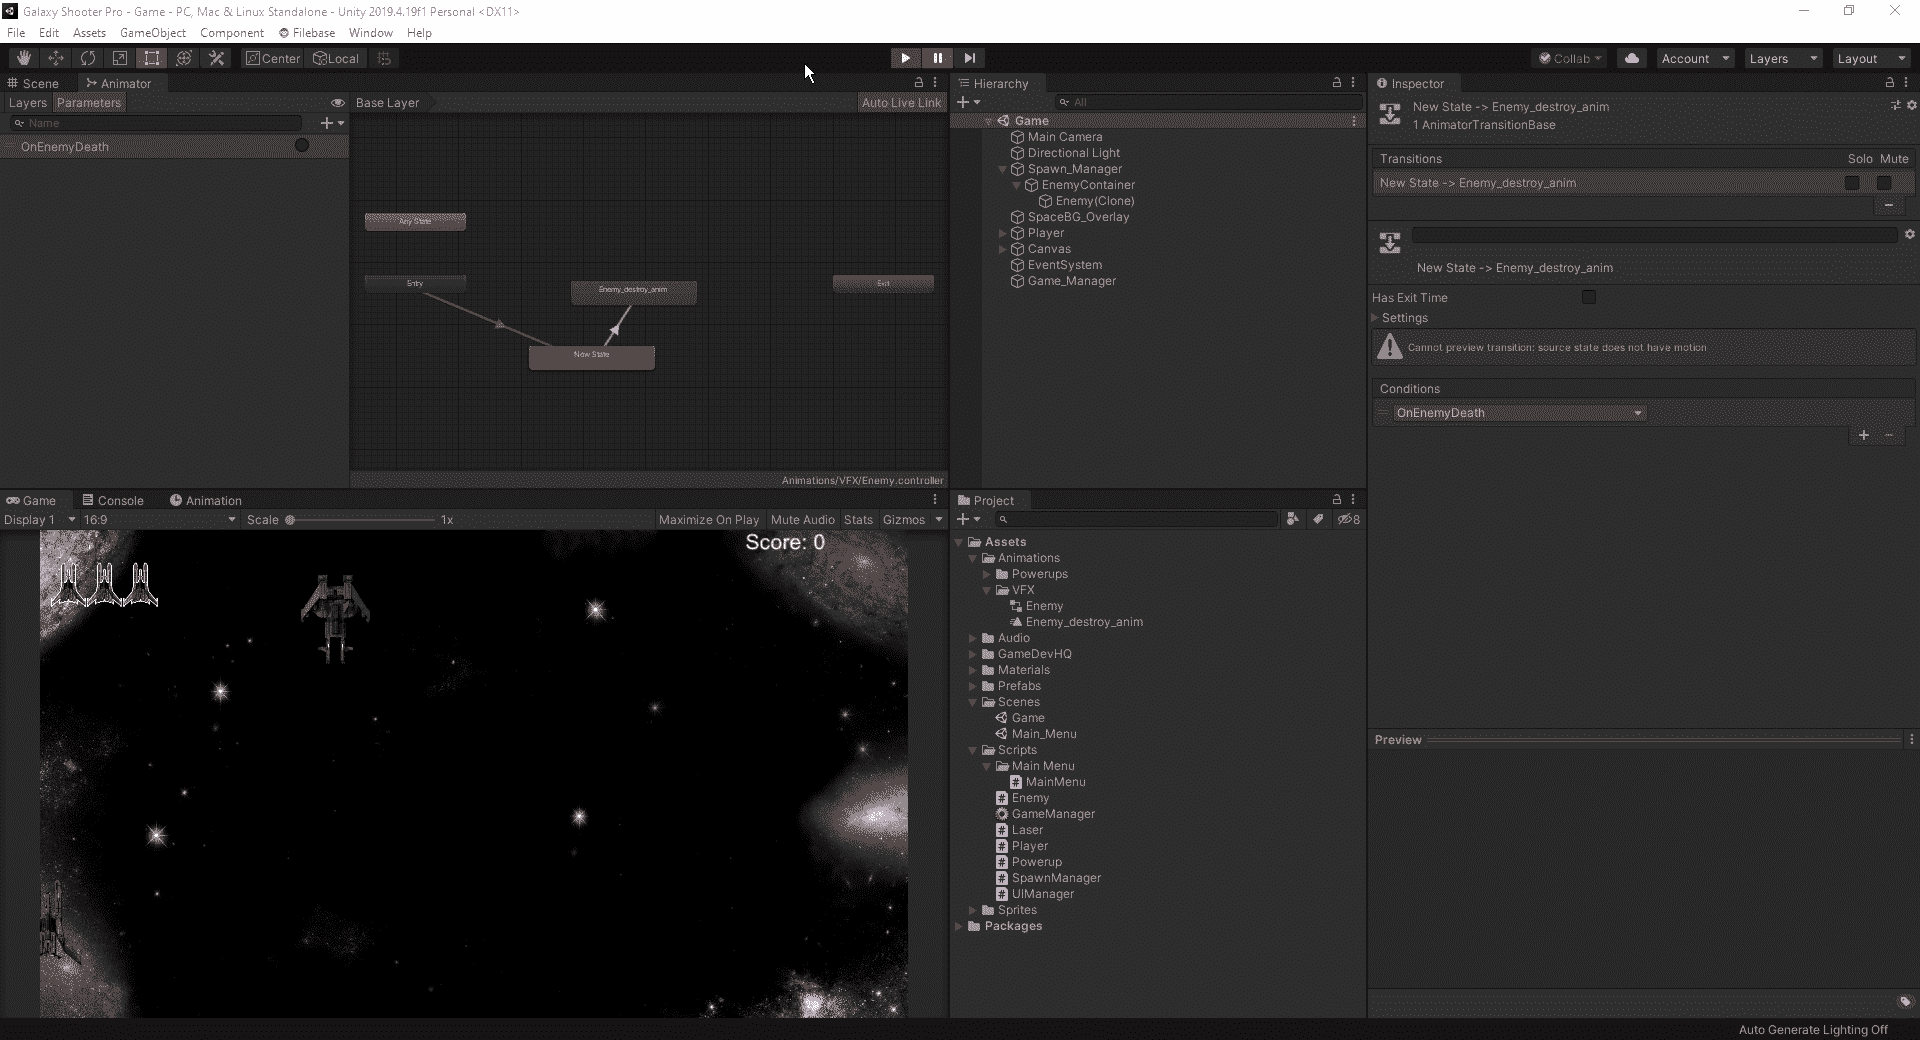 Galaxy Shooter Pro - Game - PC, Mac & Linux Standalone - Unity 2019.4.19f1 Personal <DX11>
File Edit Assets GameObject Component Filebase Window Help
Center Local Collab Account Layers Layout
Scene Animator
Layers Parameters Base Layer Auto Live Link
Name
OnEnemyDeath
Any State
Entry
Enemy_destroy_anim
Exit
New State
Animations/VFX/Enemy.controller
Hierarchy
All
Game
Main Camera
Directional Light
Spawn_Manager
EnemyContainer
Enemy(Clone)
SpaceBG_Overlay
Player
Canvas
EventSystem
Game_Manager
Inspector
New State -> Enemy_destroy_anim
1 AnimatorTransitionBase
Transitions Solo Mute
New State -> Enemy_destroy_anim
New State -> Enemy_destroy_anim
Has Exit Time
Settings
Cannot preview transition: source state does not have motion
Conditions
OnEnemyDeath
Game Console Animation
Display 1 16:9 Scale 1x Maximize On Play Mute Audio Stats Gizmos
Score: 0
Project
8
Assets
Animations
Powerups
VFX
Enemy
Enemy_destroy_anim
Audio
GameDevHQ
Materials
Prefabs
Scenes
Game
Main_Menu
Scripts
Main Menu
MainMenu
Enemy
GameManager
Laser
Player
Powerup
SpawnManager
UIManager
Sprites
Packages
Preview
Auto Generate Lighting Off